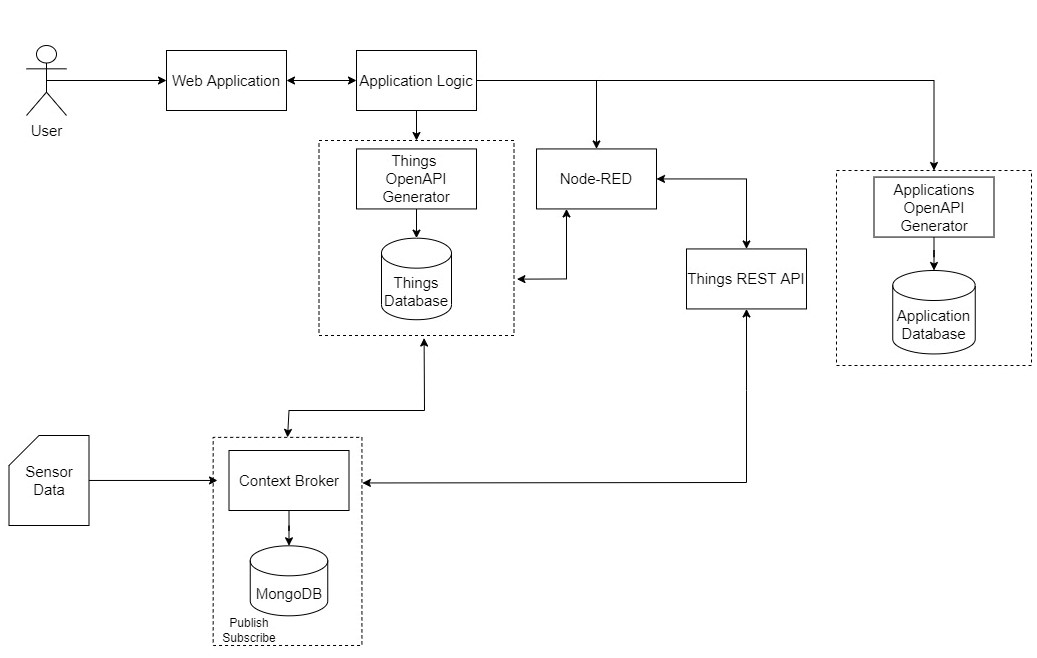 User
Web Application
Application Logic
Things
OpenAPI
Generator
Things
Database
Node-RED
Things REST API
Applications
OpenAPI
Generator
Application
Database
Sensor
Data
Context Broker
MongoDB
Publish
Subscribe